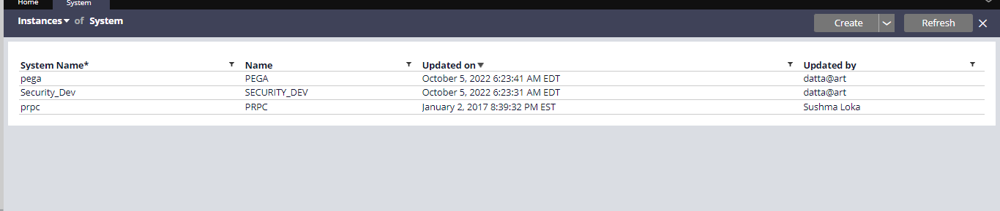 Home System
Instances of System Create Refresh
System Name* Name Updated on Updated by
pega PEGA October 5, 2022 6:23:41 AM EDT datta@art
Security_Dev SECURITY_DEV October 5, 2022 6:23:31 AM EDT datta@art
prpc PRPC January 2, 2017 8:39:32 PM EST Sushma Loka